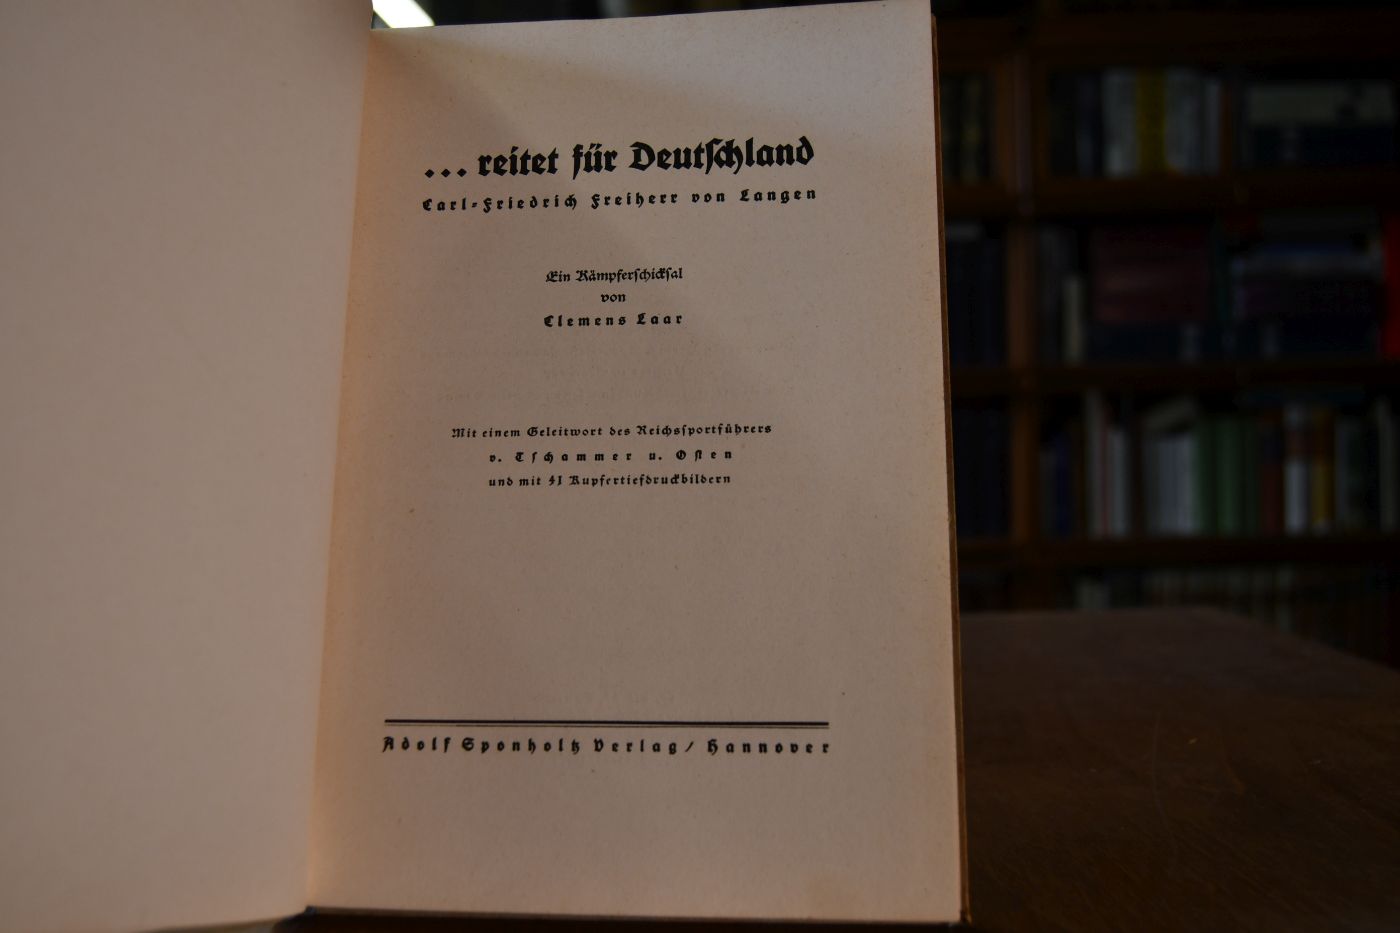 ... reitet für Deutschland
Carl-Friedrich Freiherr von Langen
Ein Kämpferschicksal
von
Clemens Laar
Mit einem Geleitwort des Reichssportführers
v. Tschammer u. Osten
und mit 41 Kupfertiefdruckbildern
Adolf Sponholtz Verlag / Hannover